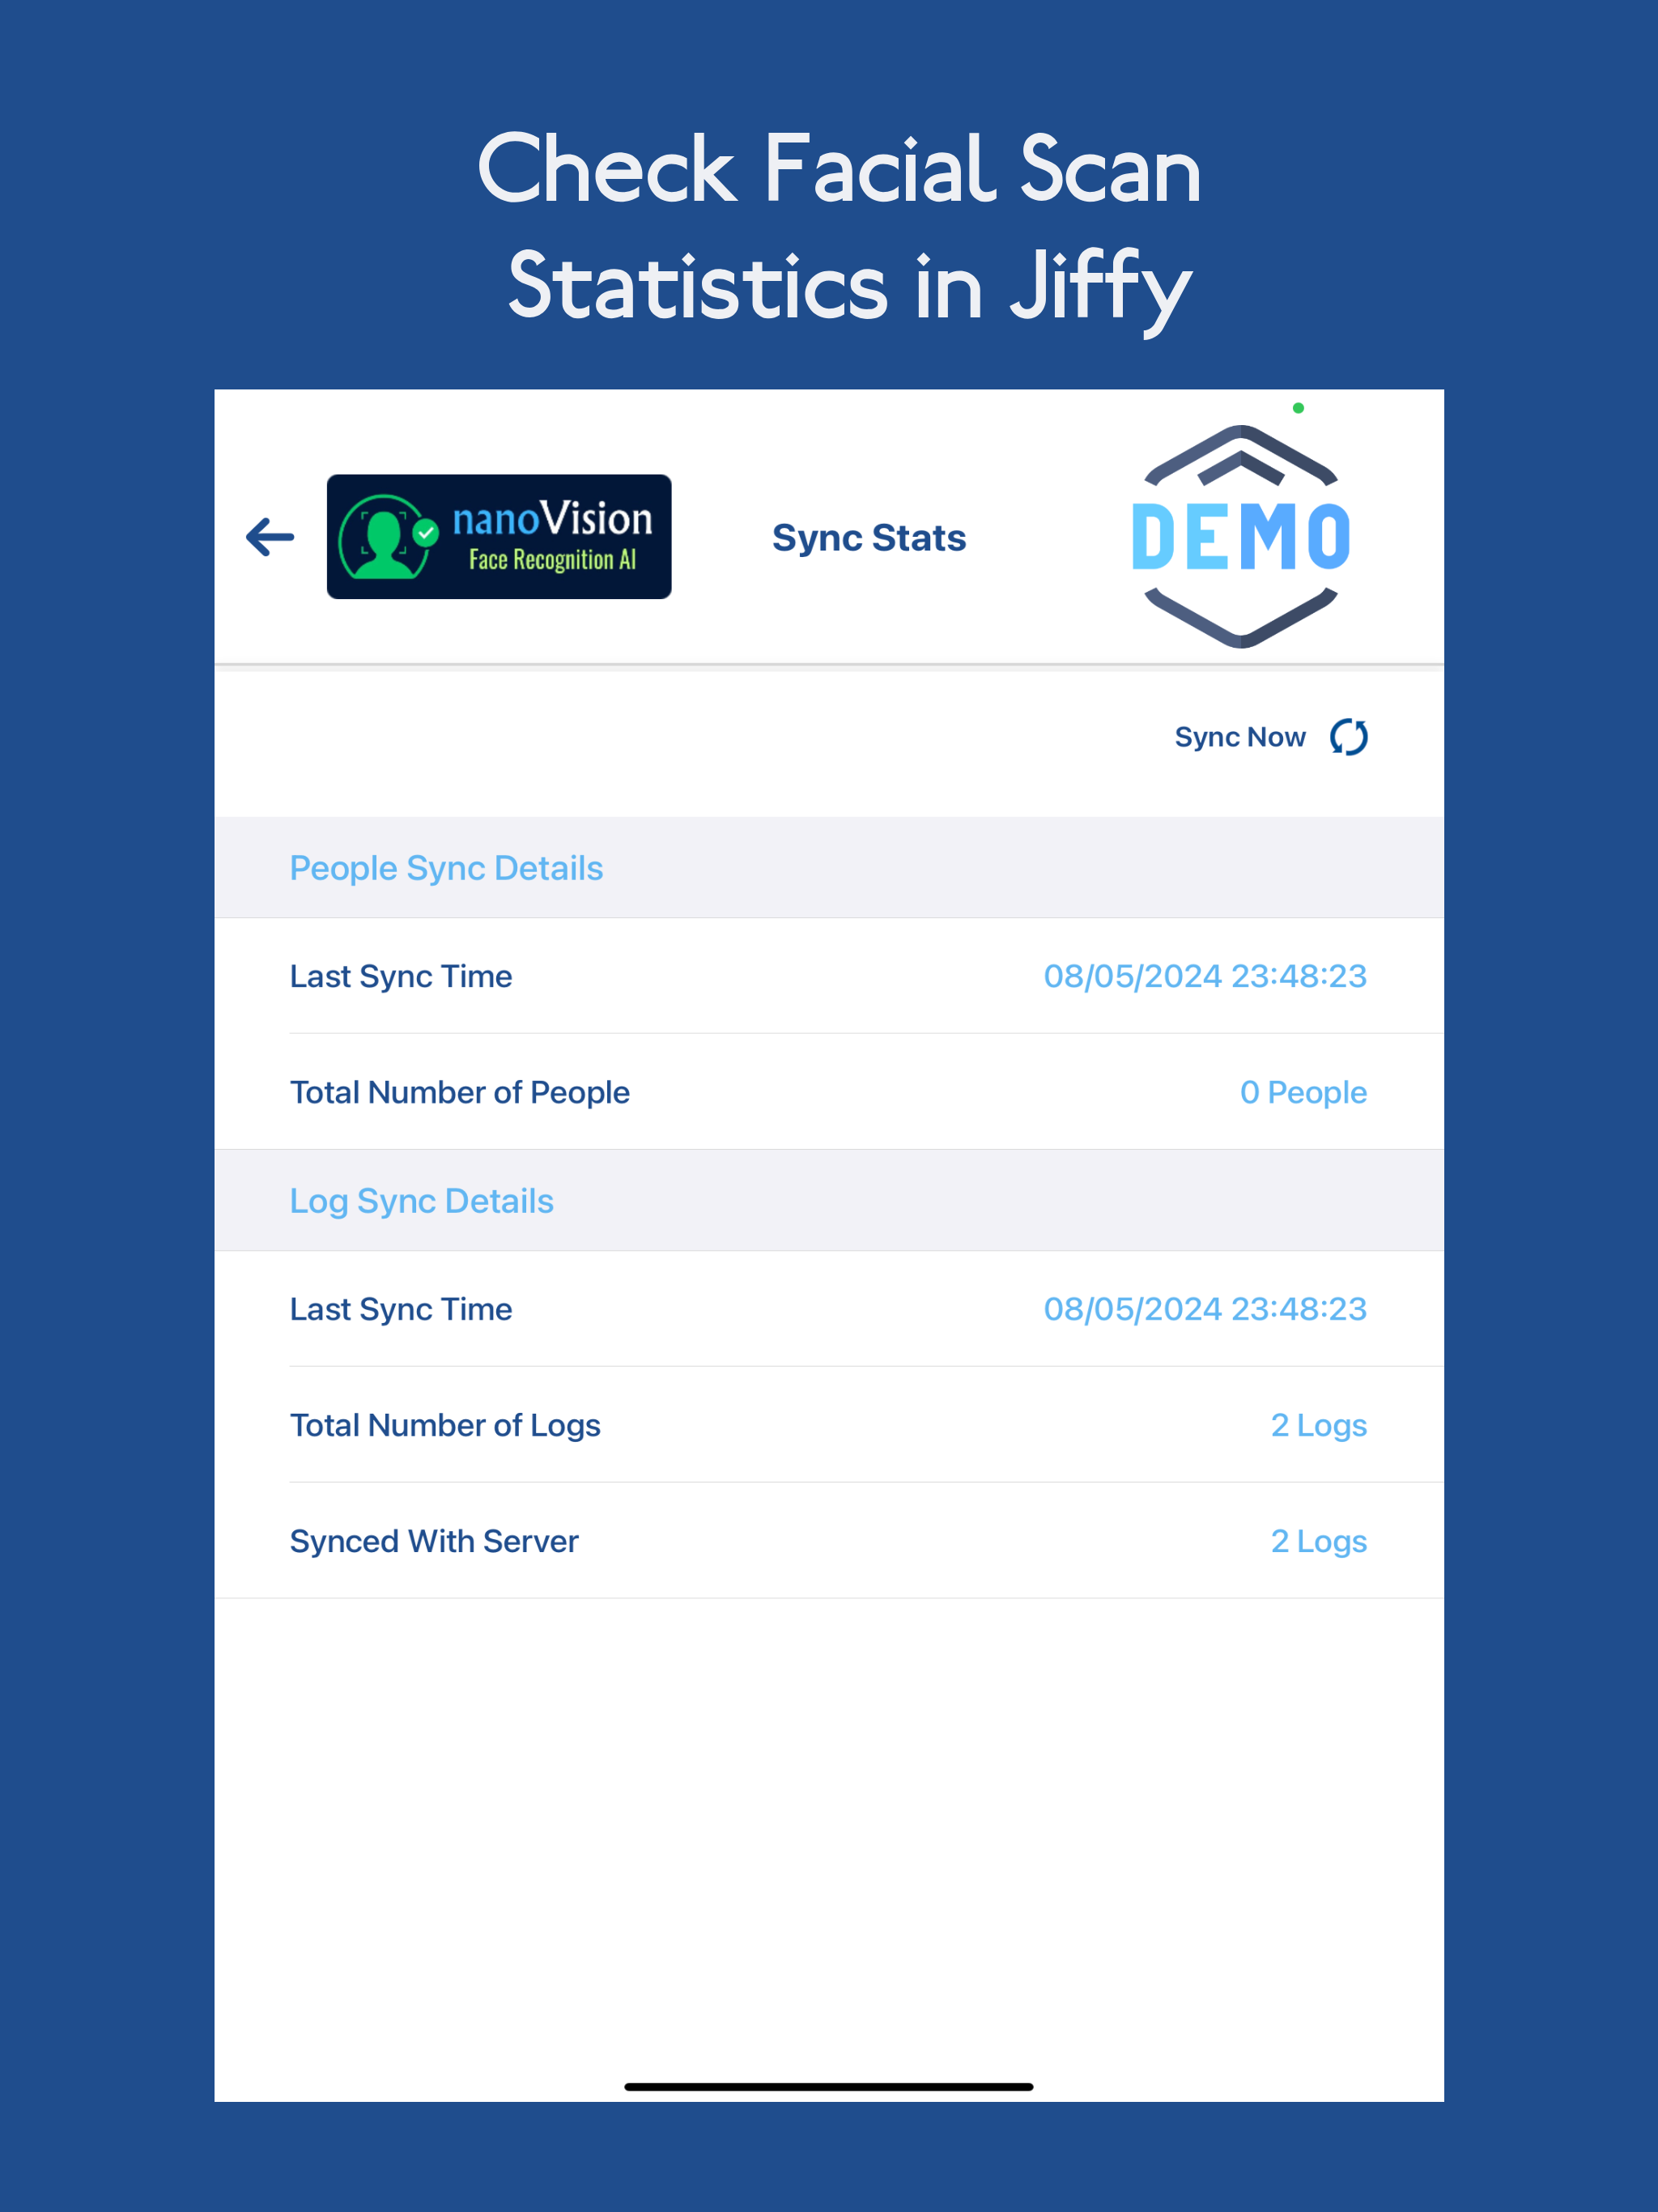 Check Facial Scan
Statistics in Jiffy
nanoVision
Face Recognition AI
Sync Stats
DEMO
Sync Now
People Sync Details
Last Sync Time 08/05/2024 23:48:23
Total Number of People 0 People
Log Sync Details
Last Sync Time 08/05/2024 23:48:23
Total Number of Logs 2 Logs
Synced With Server 2 Logs